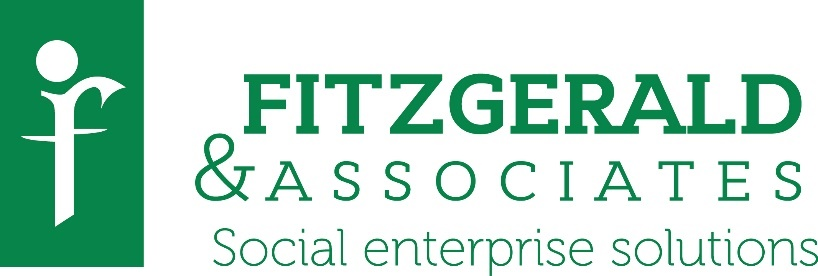 f
FITZGERALD
& ASSOCIATES
Social enterprise solutions